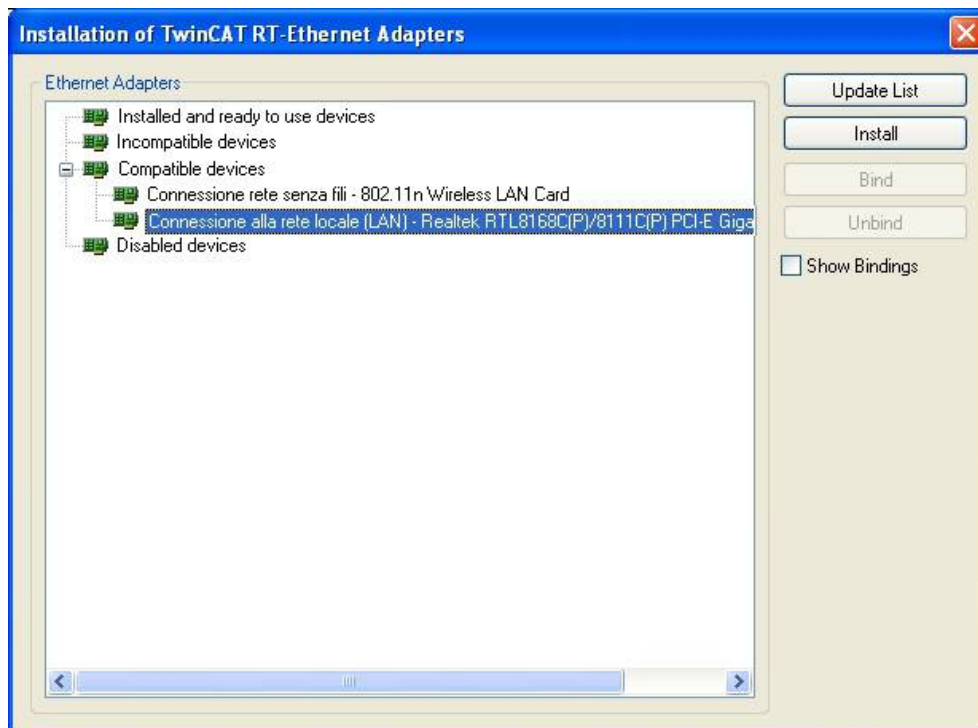 Installation of TwinCAT RT-Ethernet Adapters
Ethernet Adapters
Installed and ready to use devices
Incompatible devices
Compatible devices
Connessione rete senza fili - 802.11n Wireless LAN Card
Connessione alla rete locale (LAN) - Realtek RTL8168C(P)/8111C(P) PCI-E Giga
Disabled devices
Update List
Install
Bind
Unbind
Show Bindings